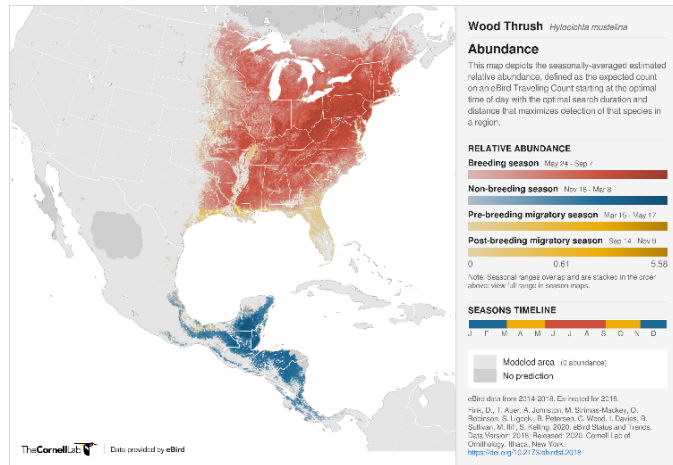 Wood Thrush Hylocichla mustelina
Abundance
This map depicts the seasonally-averaged estimated
relative abundance, defined as the expected count
on an eBird Traveling Count starting at the optimal
time of day with the optimal search duration and
distance that maximizes detection of that species in
a region.
RELATIVE ABUNDANCE
Breeding season May 24 - Sep 7
Non-breeding season Nov 16 - Mar 8
Pre-breeding migratory season Mar 15 - May 17
Post-breeding migratory season Sep 14 - Nov 9
0 0.61 5.58
Note: Seasonal ranges overlap and are stacked in the order
above; view full range in season maps.
SEASONS TIMELINE
J F M A M J J A S O N D
Modeled area (0 abundance)
No prediction
eBird data from 2014-2018. Estimated for 2018.
Fink, D., T. Auer, A. Johnston, M. Strimas-Mackey, O.
Robinson, S. Ligocki, B. Petersen, C. Wood, I. Davies, B.
Sullivan, M. Iliff, S. Kelling. 2020. eBird Status and Trends.
Data Version: 2018; Released: 2020. Cornell Lab of
Ornithology, Ithaca, New York.
https://doi.org/10.2173/ebirdst.2018
TheCornellLab Data provided by eBird